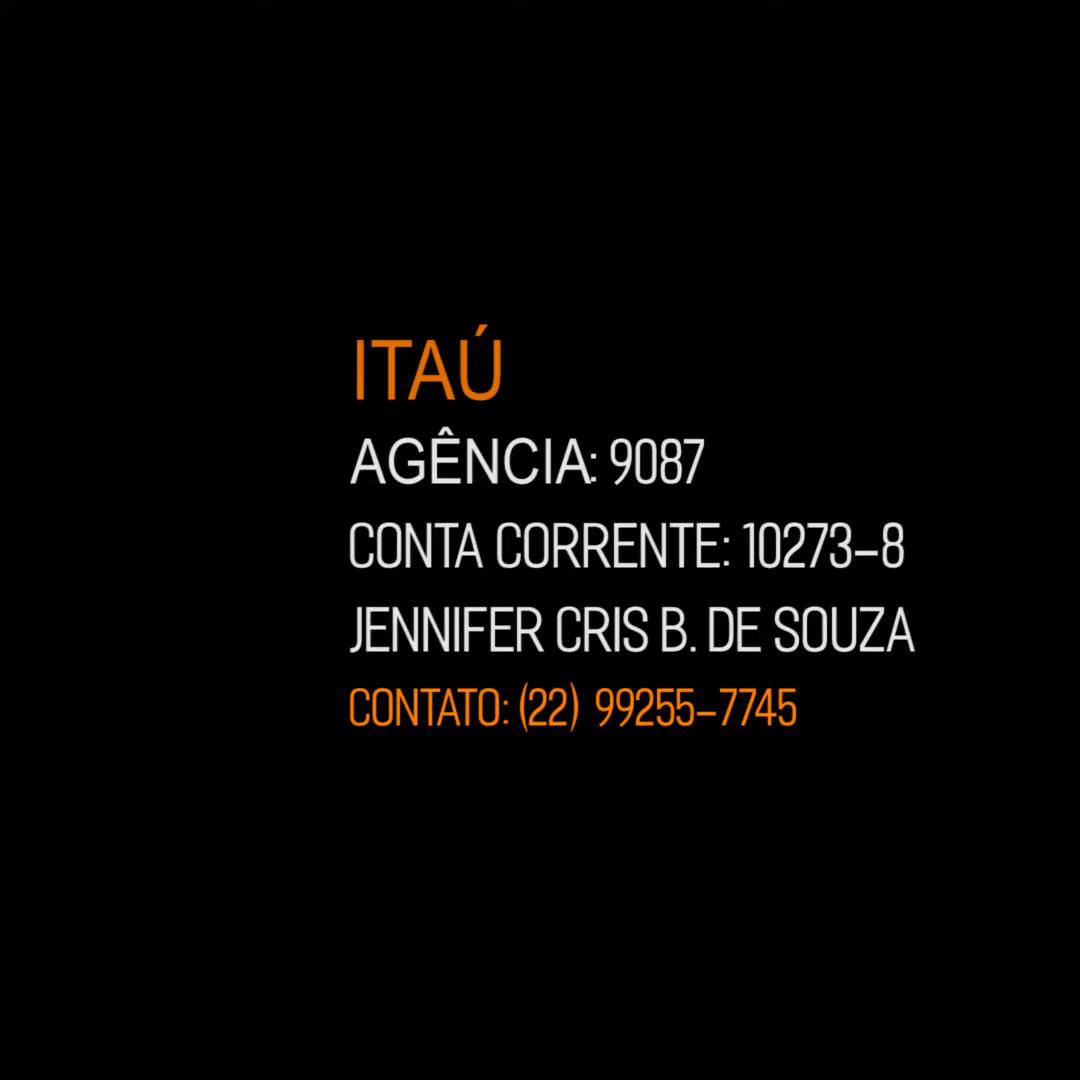 ITAÚ
AGÊNCIA: 9087
CONTA CORRENTE: 10273-8
JENNIFER CRIS B. DE SOUZA
CONTATO: (22) 99255-7745